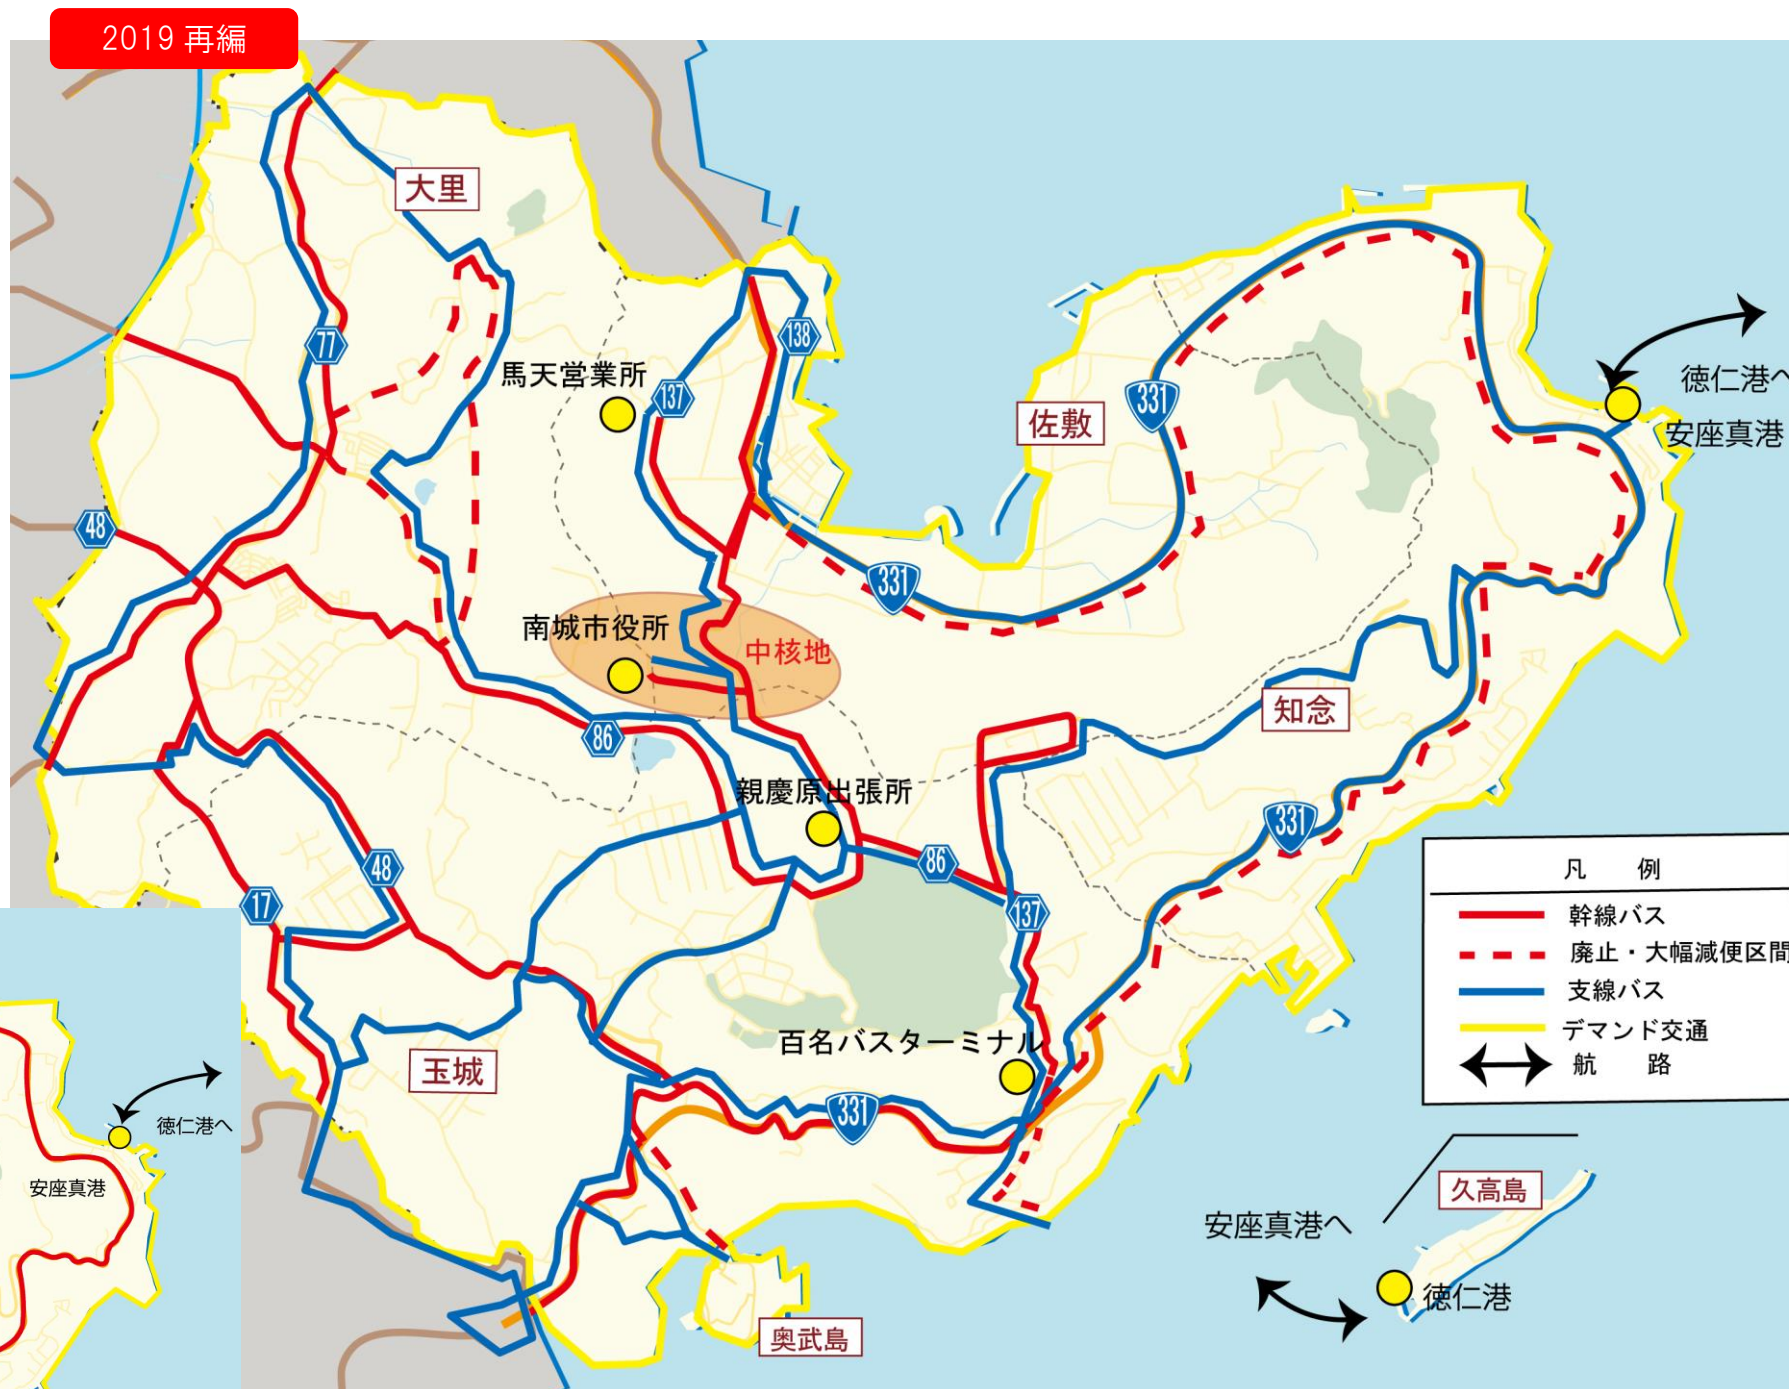 2019 再編
大里
77
138
馬天営業所
137
331
佐敷
徳仁港へ
安座真港
48
331
南城市役所
中核地
知念
86
親慶原出張所
331
86
48
17
137
凡 例
幹線バス
廃止・大幅減便区間
支線バス
デマンド交通
航 路
百名バスターミナル
玉城
331
徳仁港へ
安座真港
久高島
安座真港へ
徳仁港
奥武島